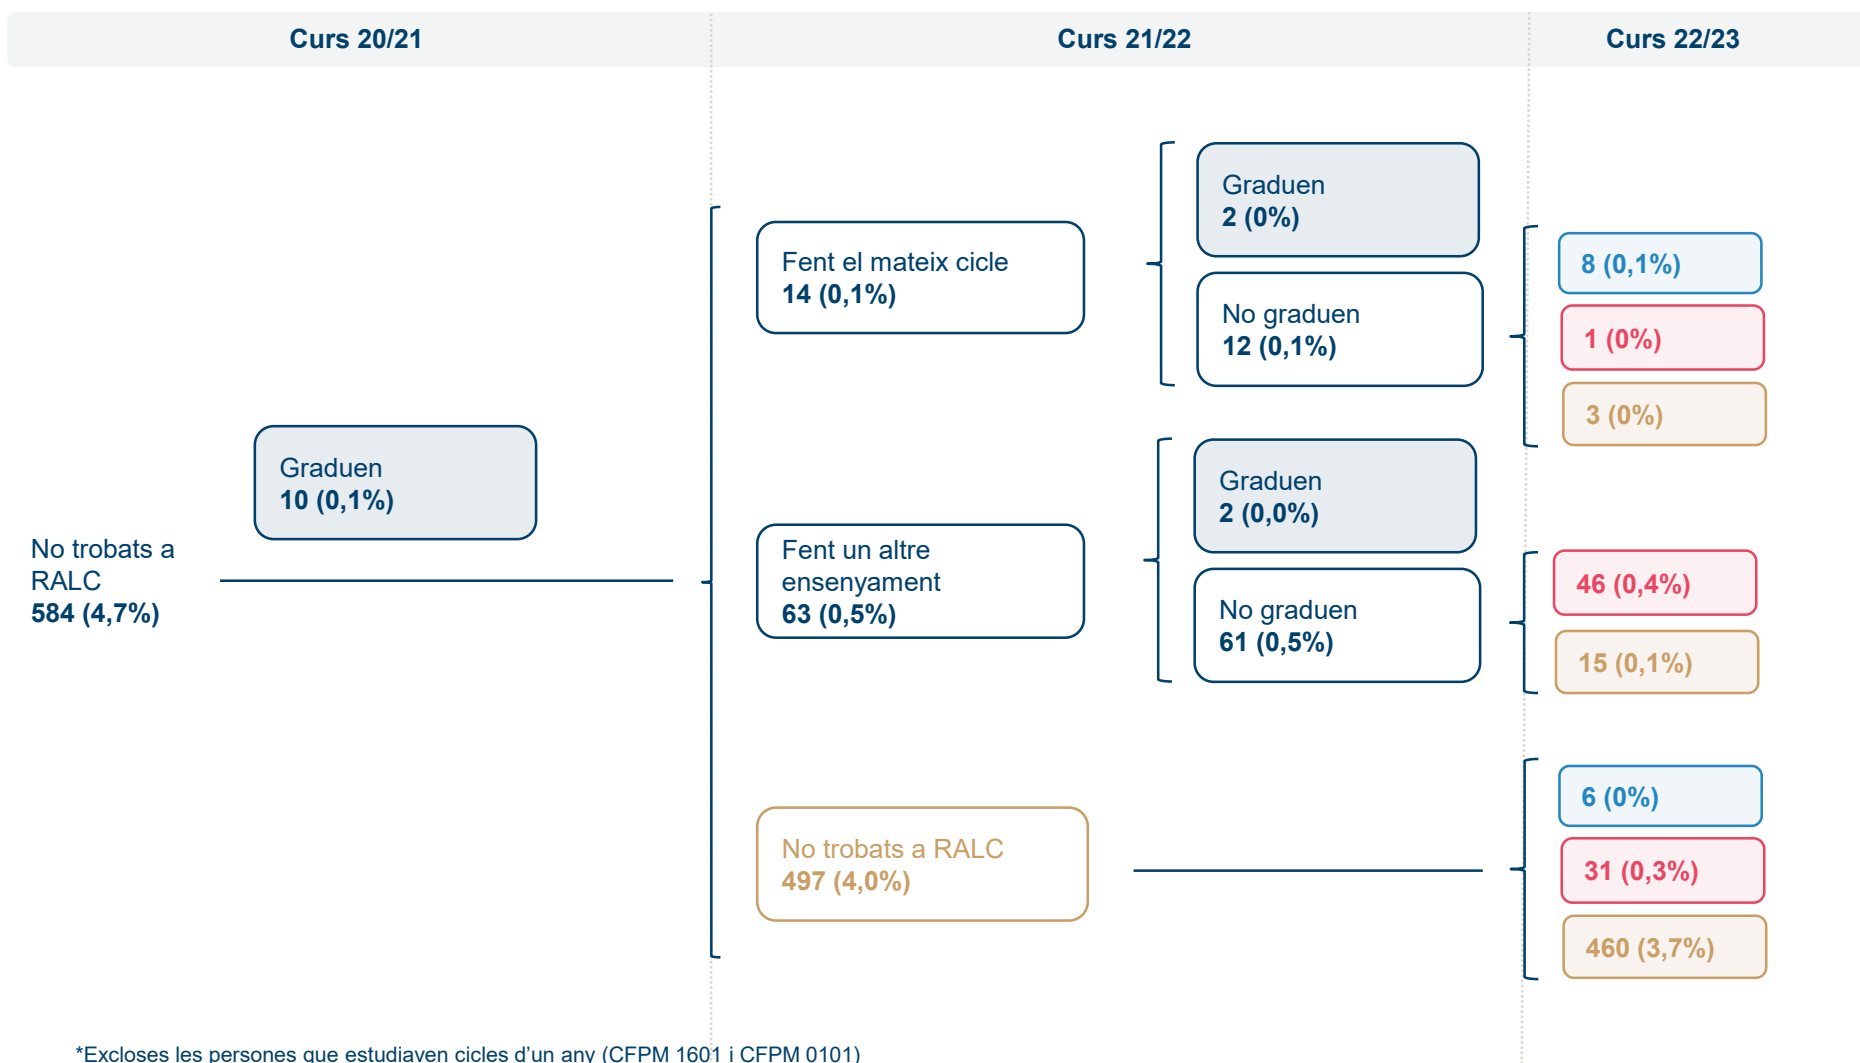 Curs 20/21
Curs 21/22
Curs 22/23
No trobats a
RALC
584 (4,7%)
Graduen
10 (0,1%)
Fent el mateix cicle
14 (0,1%)
Graduen
2 (0%)
No graduen
12 (0,1%)
8 (0,1%)
1 (0%)
3 (0%)
Fent un altre
ensenyament
63 (0,5%)
Graduen
2 (0,0%)
No graduen
61 (0,5%)
46 (0,4%)
15 (0,1%)
No trobats a RALC
497 (4,0%)
6 (0%)
31 (0,3%)
460 (3,7%)
*Excloses les persones que estudiaven cicles d’un any (CFPM 1601 i CFPM 0101)